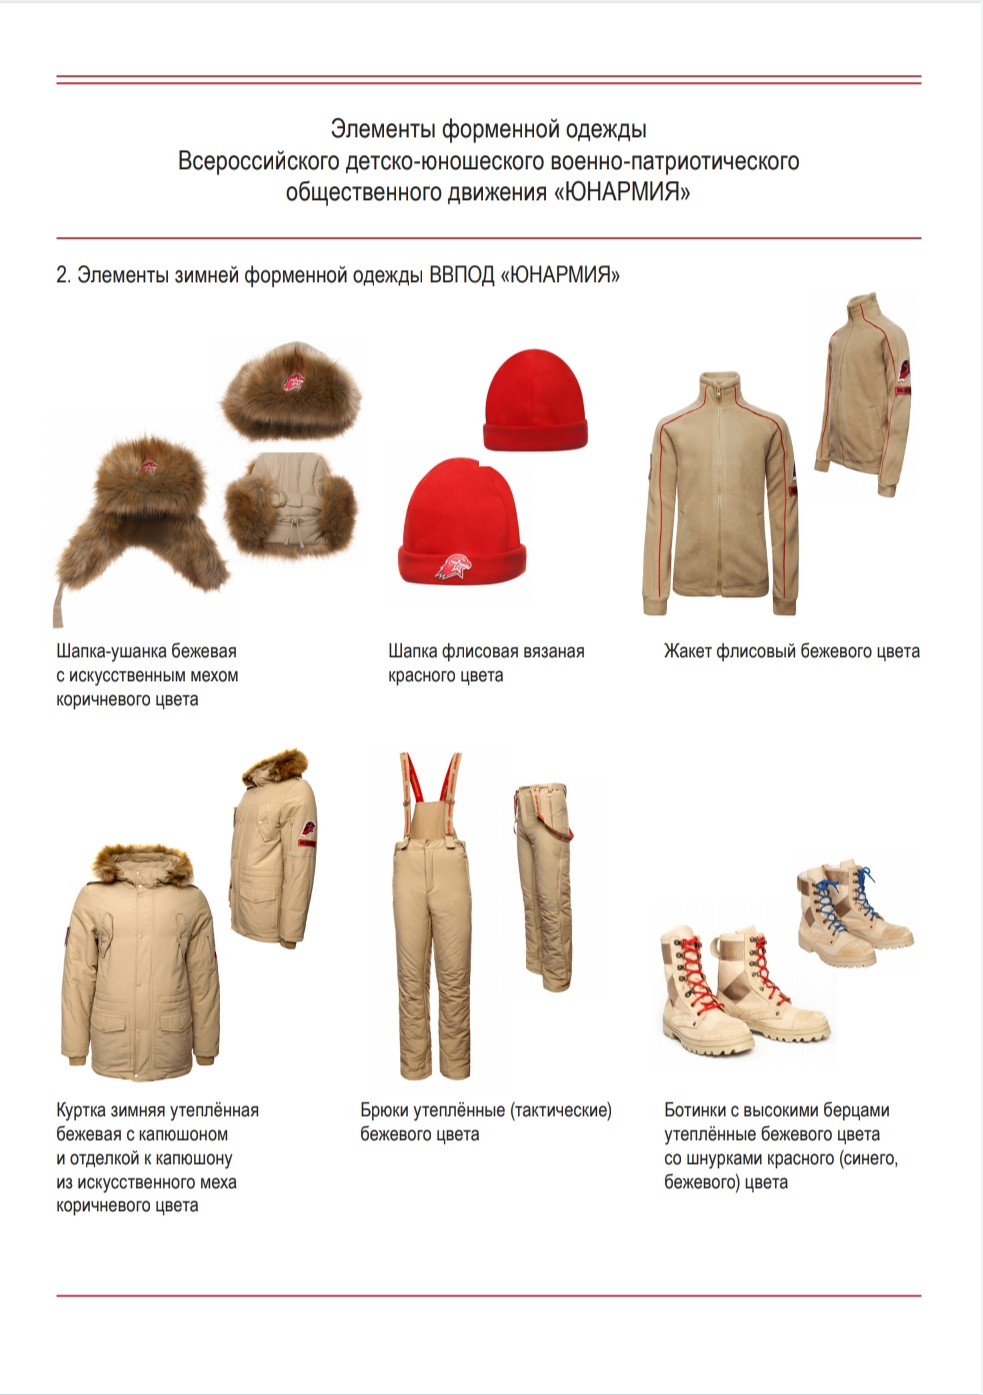 Элементы форменной одежды
Всероссийского детско-юношеского военно-патриотического
общественного движения «ЮНАРМИЯ»
2. Элементы зимней форменной одежды ВВПОД «ЮНАРМИЯ»
Шапка-ушанка бежевая
с искусственным мехом
коричневого цвета
Шапка флисовая вязаная
красного цвета
Жакет флисовый бежевого цвета
Куртка зимняя утеплённая
бежевая с капюшоном
и отделкой к капюшону
из искусственного меха
коричневого цвета
Брюки утеплённые (тактические)
бежевого цвета
Ботинки с высокими берцами
утеплённые бежевого цвета
со шнурками красного (синего,
бежевого) цвета